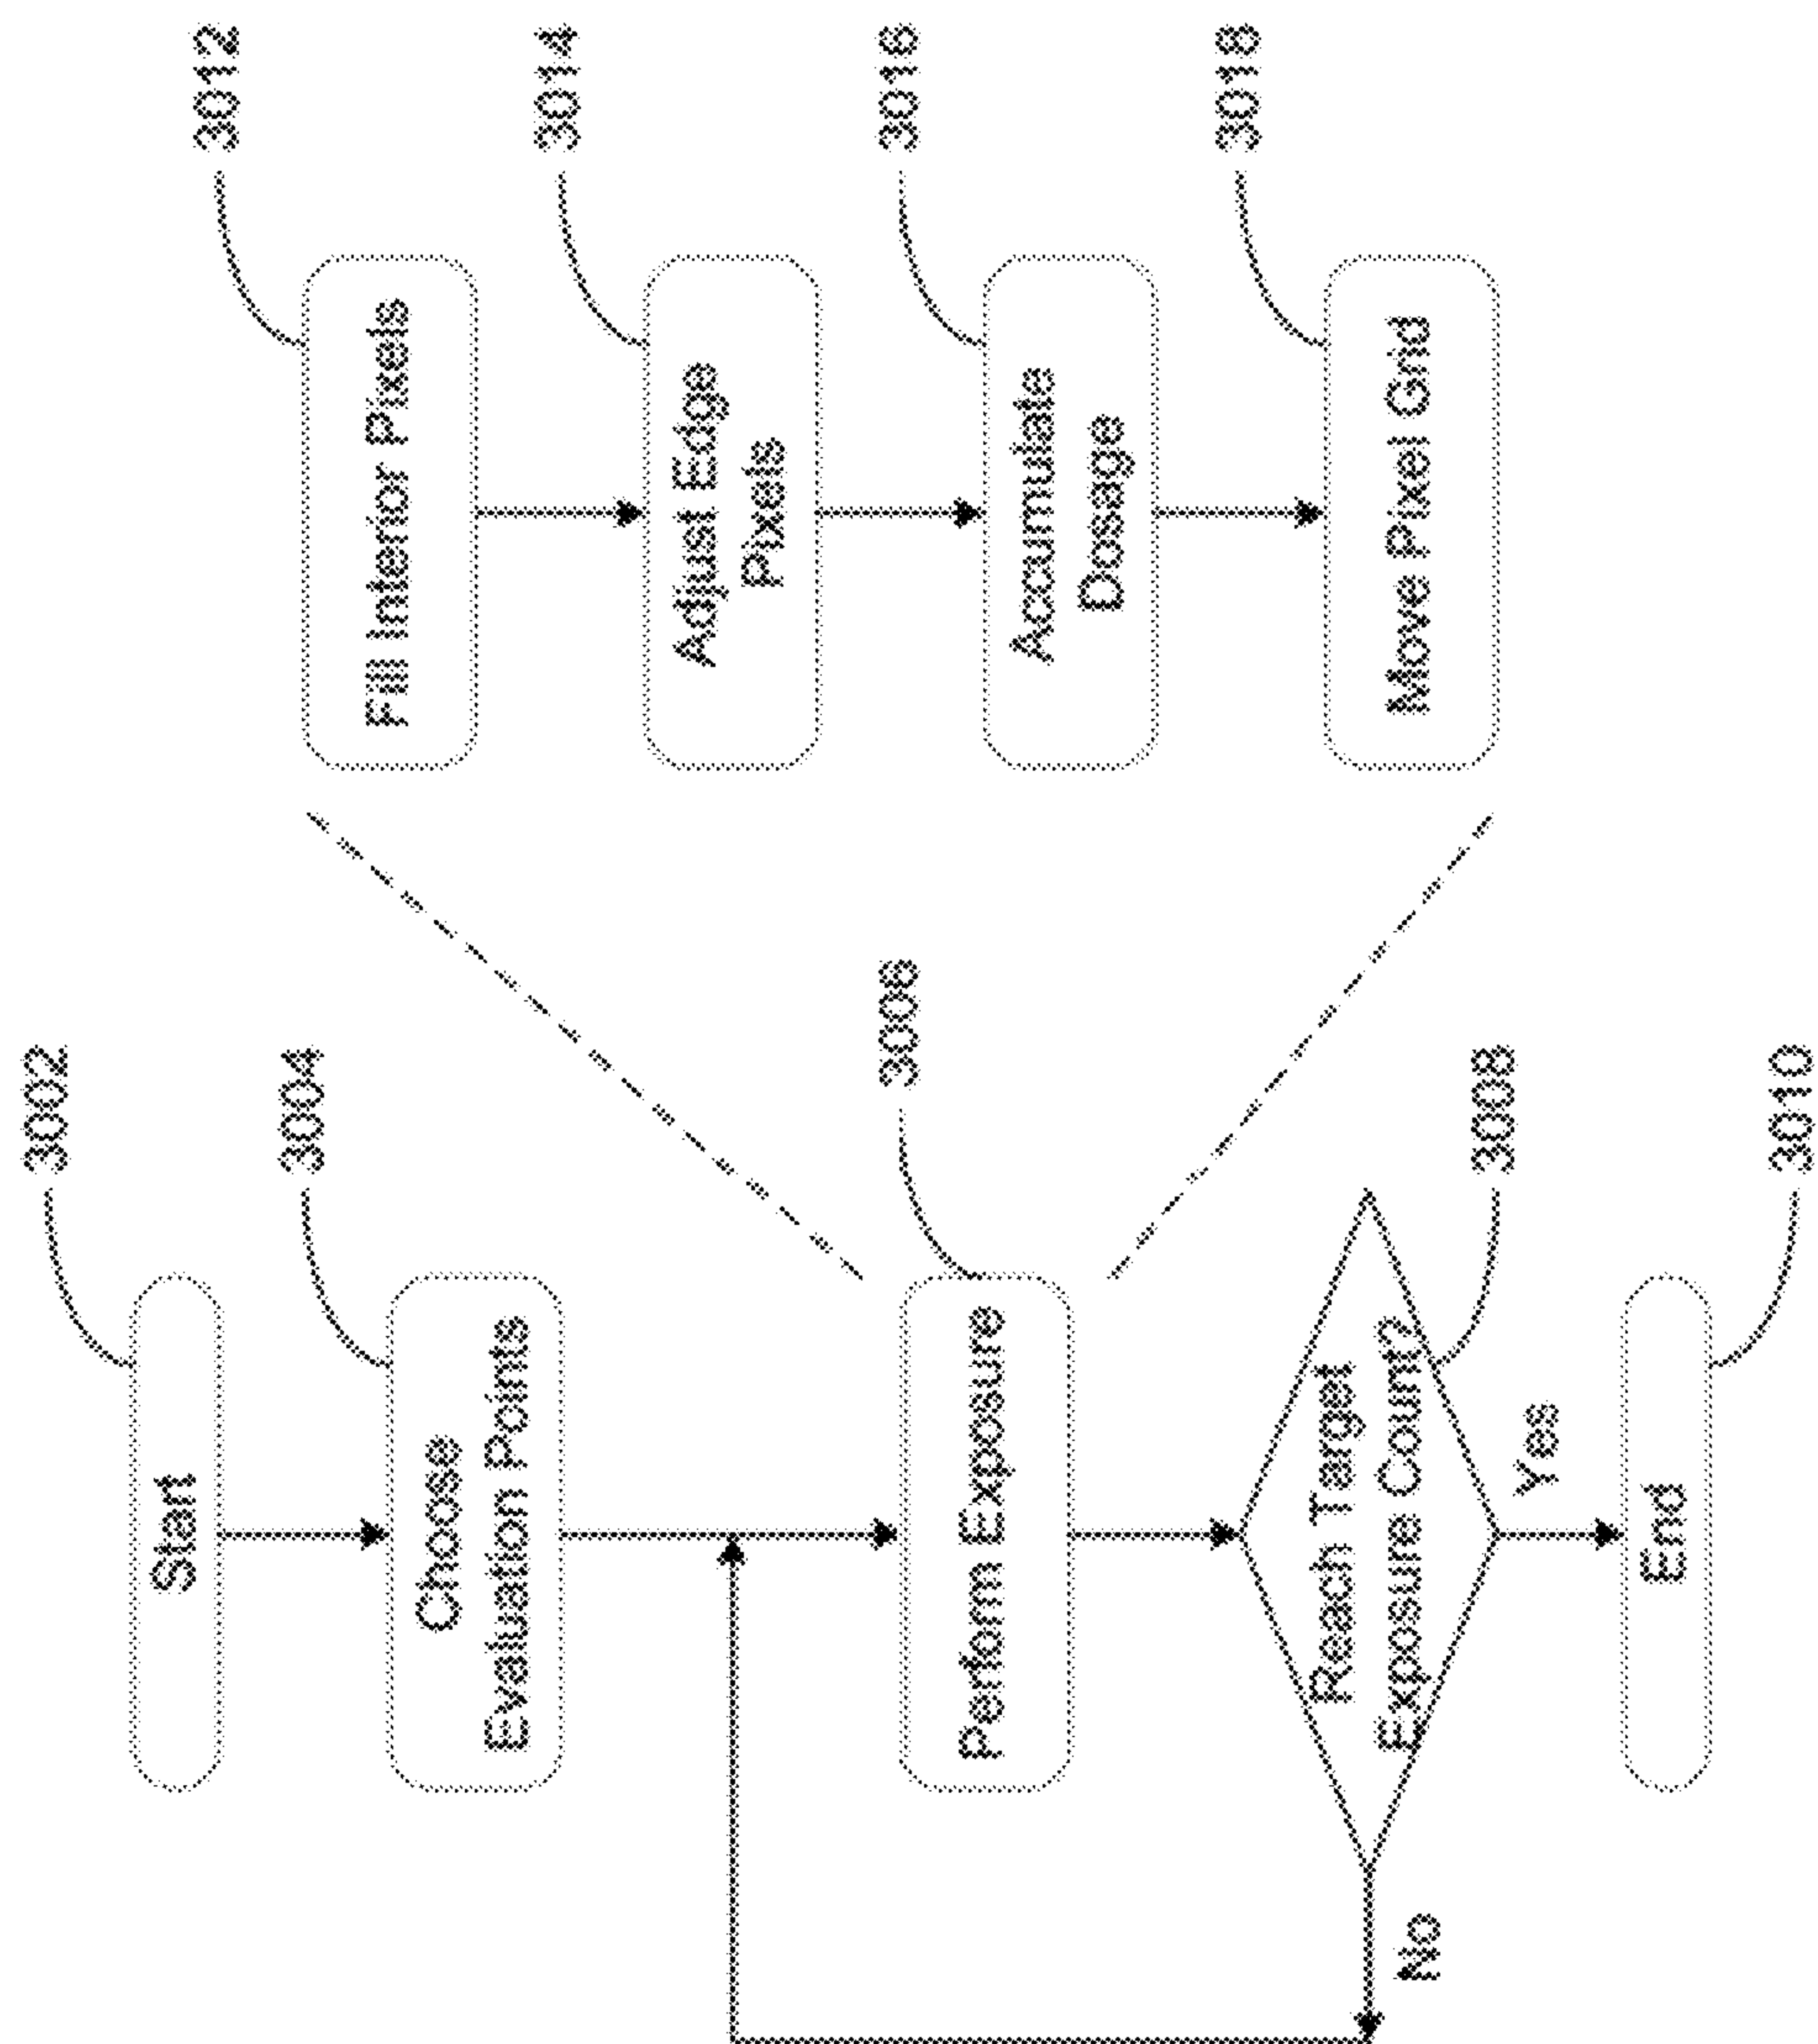 3002
Start
3004
Choose
Evaluation Points
3006
Perform Exposure
3008
Reach Target
Exposure Count?
No
Yes
3010
End
3012
Fill Interior Pixels
3014
Adjust Edge
Pixels
3016
Accumulate
Dosage
3018
Move Pixel Grid